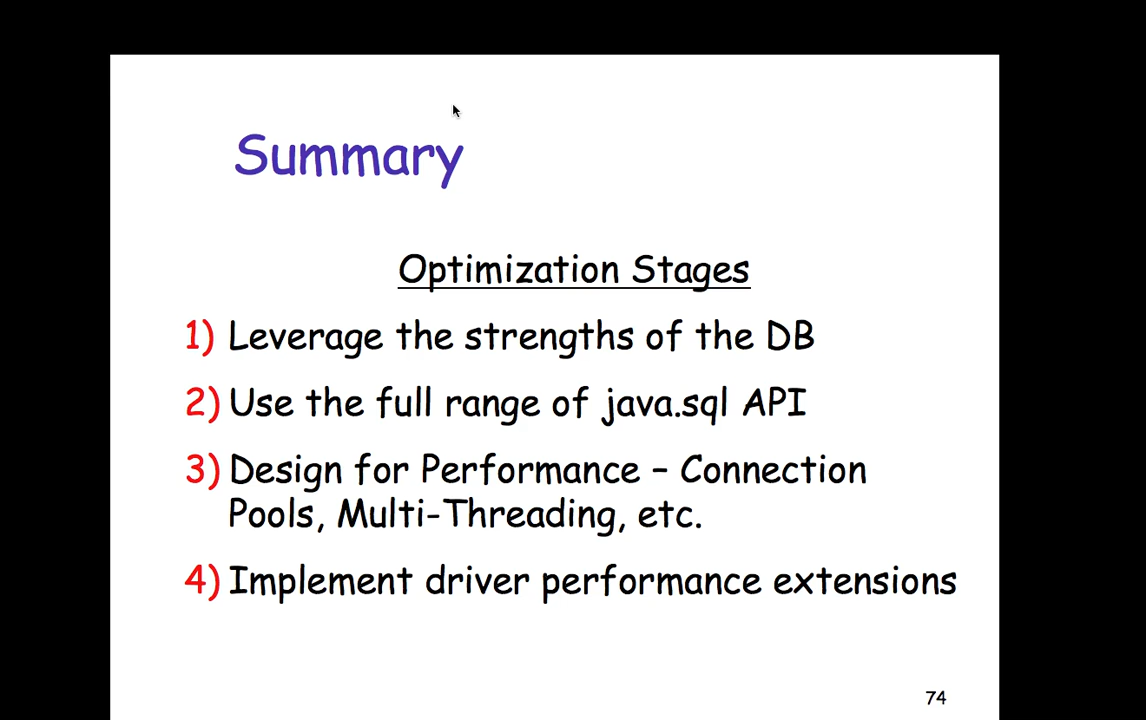 Summary
Optimization Stages
1) Leverage the strengths of the DB
2) Use the full range of java.sql API
3) Design for Performance – Connection
Pools, Multi-Threading, etc.
4) Implement driver performance extensions
74